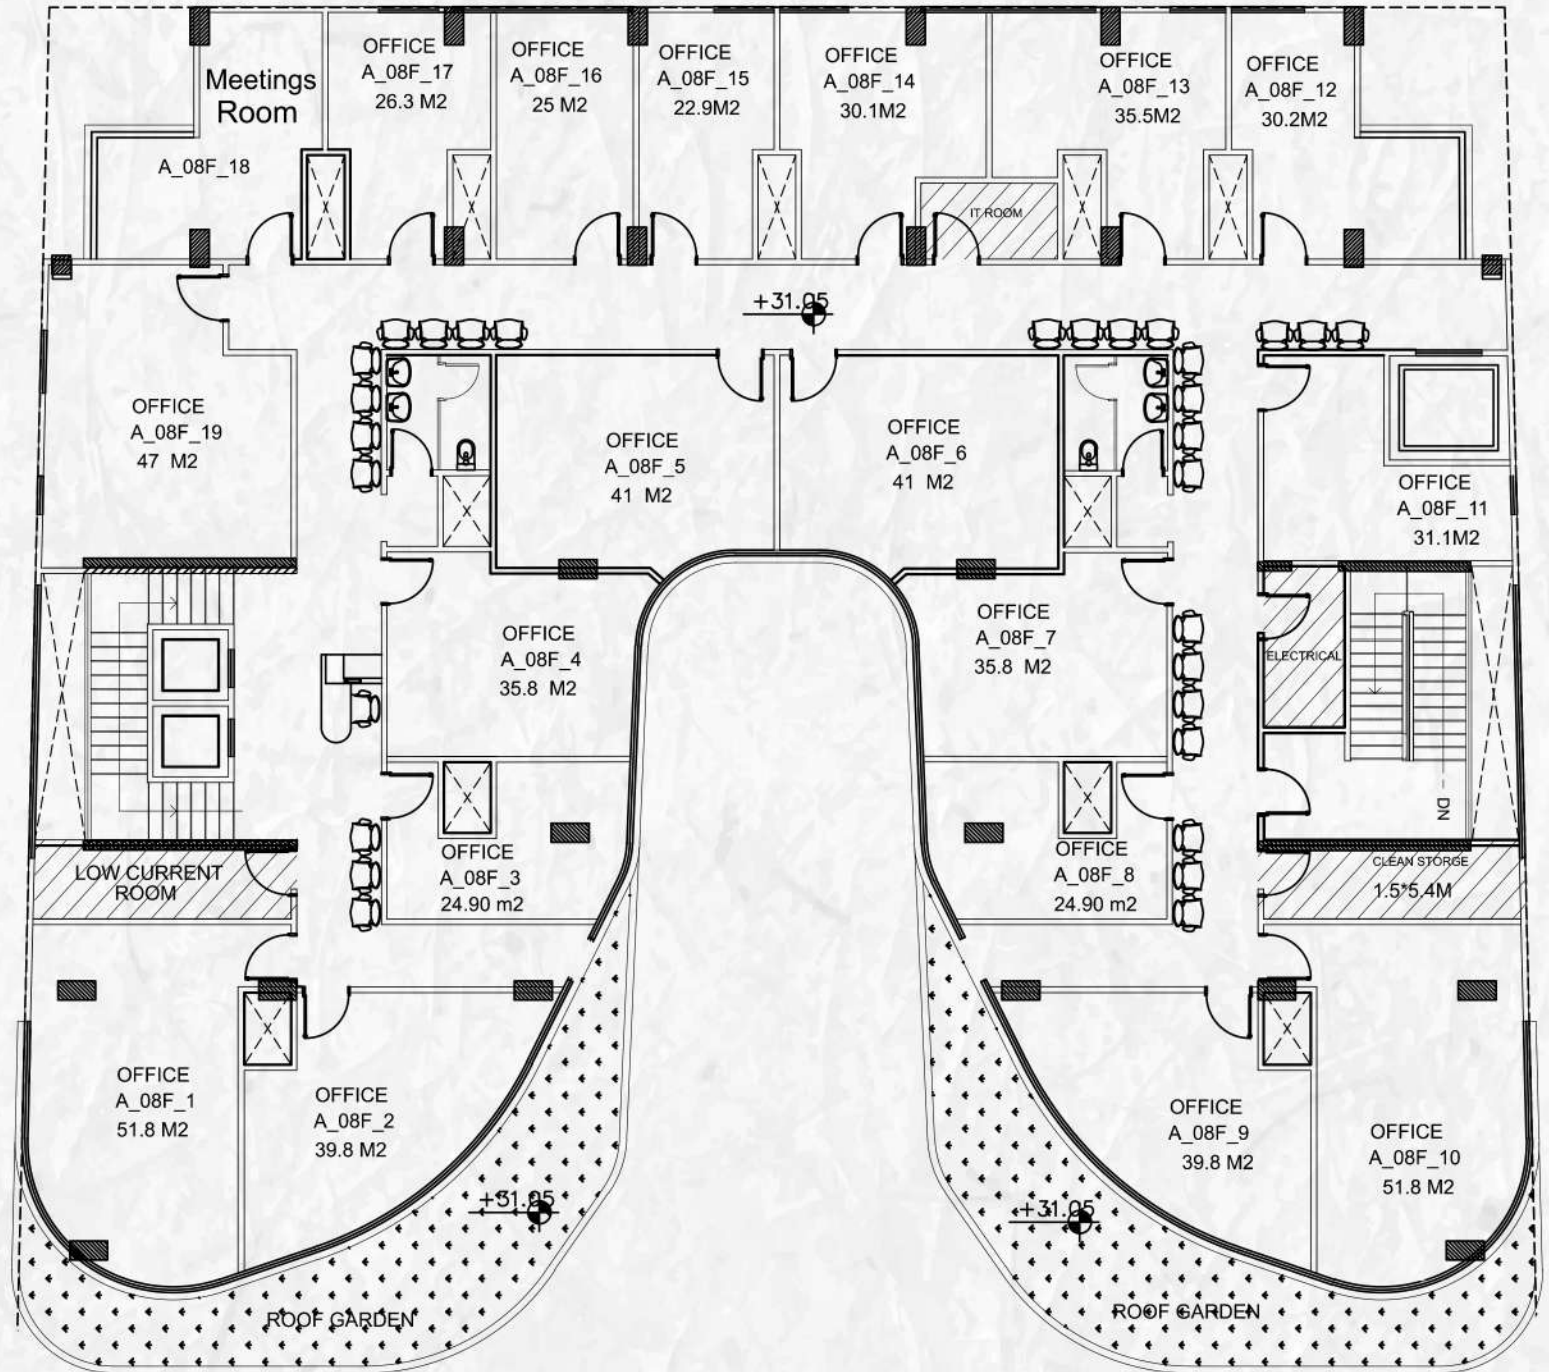 OFFICE
A_08F_17
26.3 M2
OFFICE
A_08F_16
25 M2
OFFICE
A_08F_15
22.9M2
OFFICE
A_08F_14
30.1M2
OFFICE
A_08F_13
35.5M2
OFFICE
A_08F_12
30.2M2
Meetings
Room
A_08F_18
IT ROOM
+31.05
OFFICE
A_08F_19
47 M2
OFFICE
A_08F_5
41 M2
OFFICE
A_08F_6
41 M2
OFFICE
A_08F_11
31.1M2
OFFICE
A_08F_4
35.8 M2
OFFICE
A_08F_7
35.8 M2
ELECTRICAL
DN
LOW CURRENT
ROOM
OFFICE
A_08F_3
24.90 m2
OFFICE
A_08F_8
24.90 m2
CLEAN STORGE
1.5*5.4M
OFFICE
A_08F_1
51.8 M2
OFFICE
A_08F_2
39.8 M2
OFFICE
A_08F_9
39.8 M2
OFFICE
A_08F_10
51.8 M2
+31.05
+31.05
ROOF GARDEN
ROOF GARDEN